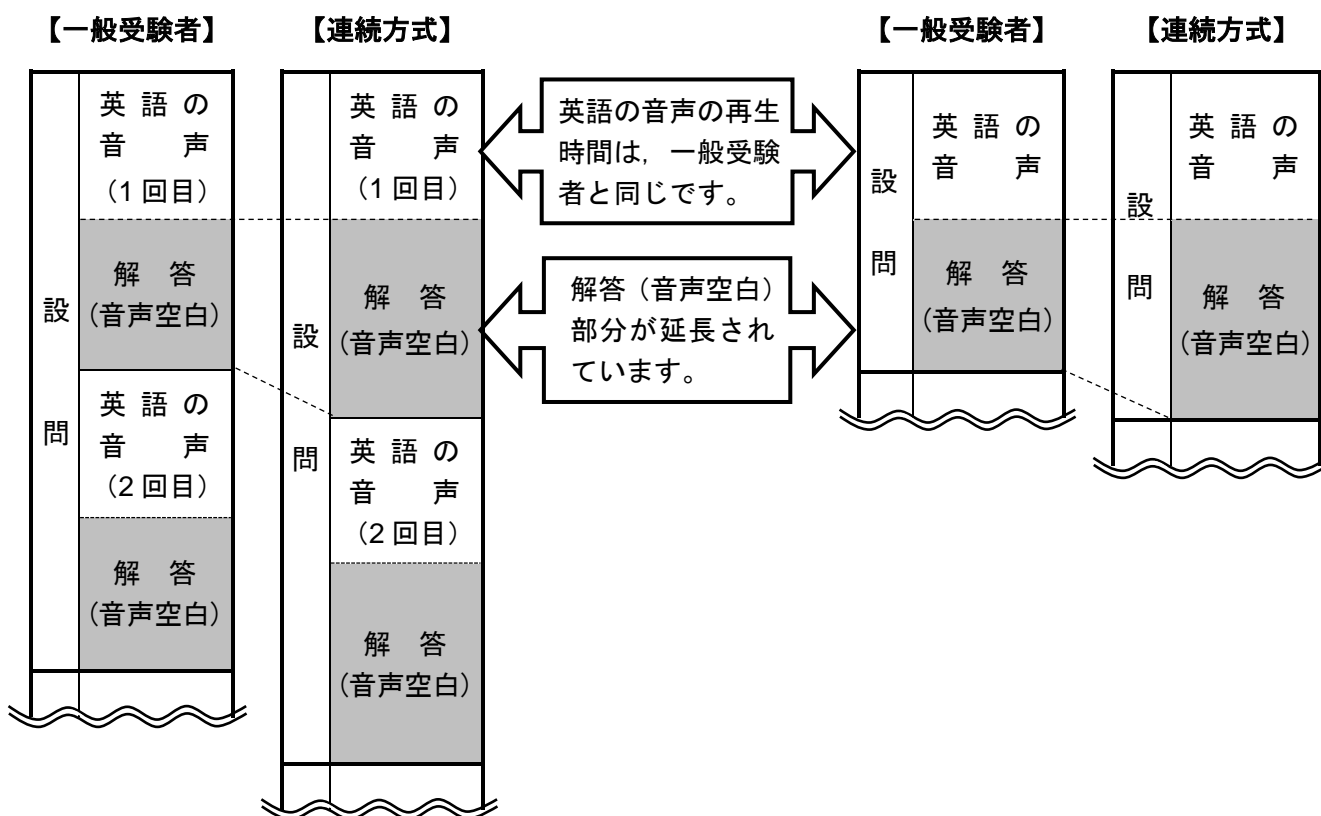 【一般受験者】
設問
英語の
音声
（1回目）
解答
（音声空白）
英語の
音声
（2回目）
解答
（音声空白）
【連続方式】
設問
英語の
音声
（1回目）
解答
（音声空白）
英語の
音声
（2回目）
解答
（音声空白）
英語の音声の再生
時間は，一般受験
者と同じです。
解答（音声空白）
部分が延長され
ています。
【一般受験者】
設問
英語の
音声
解答
（音声空白）
【連続方式】
設問
英語の
音声
解答
（音声空白）